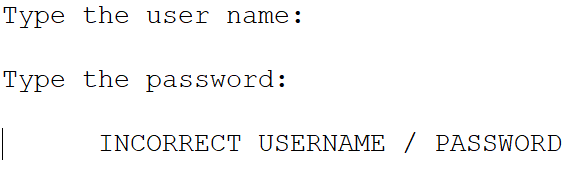 Type the user name:
Type the password:
INCORRECT USERNAME / PASSWORD